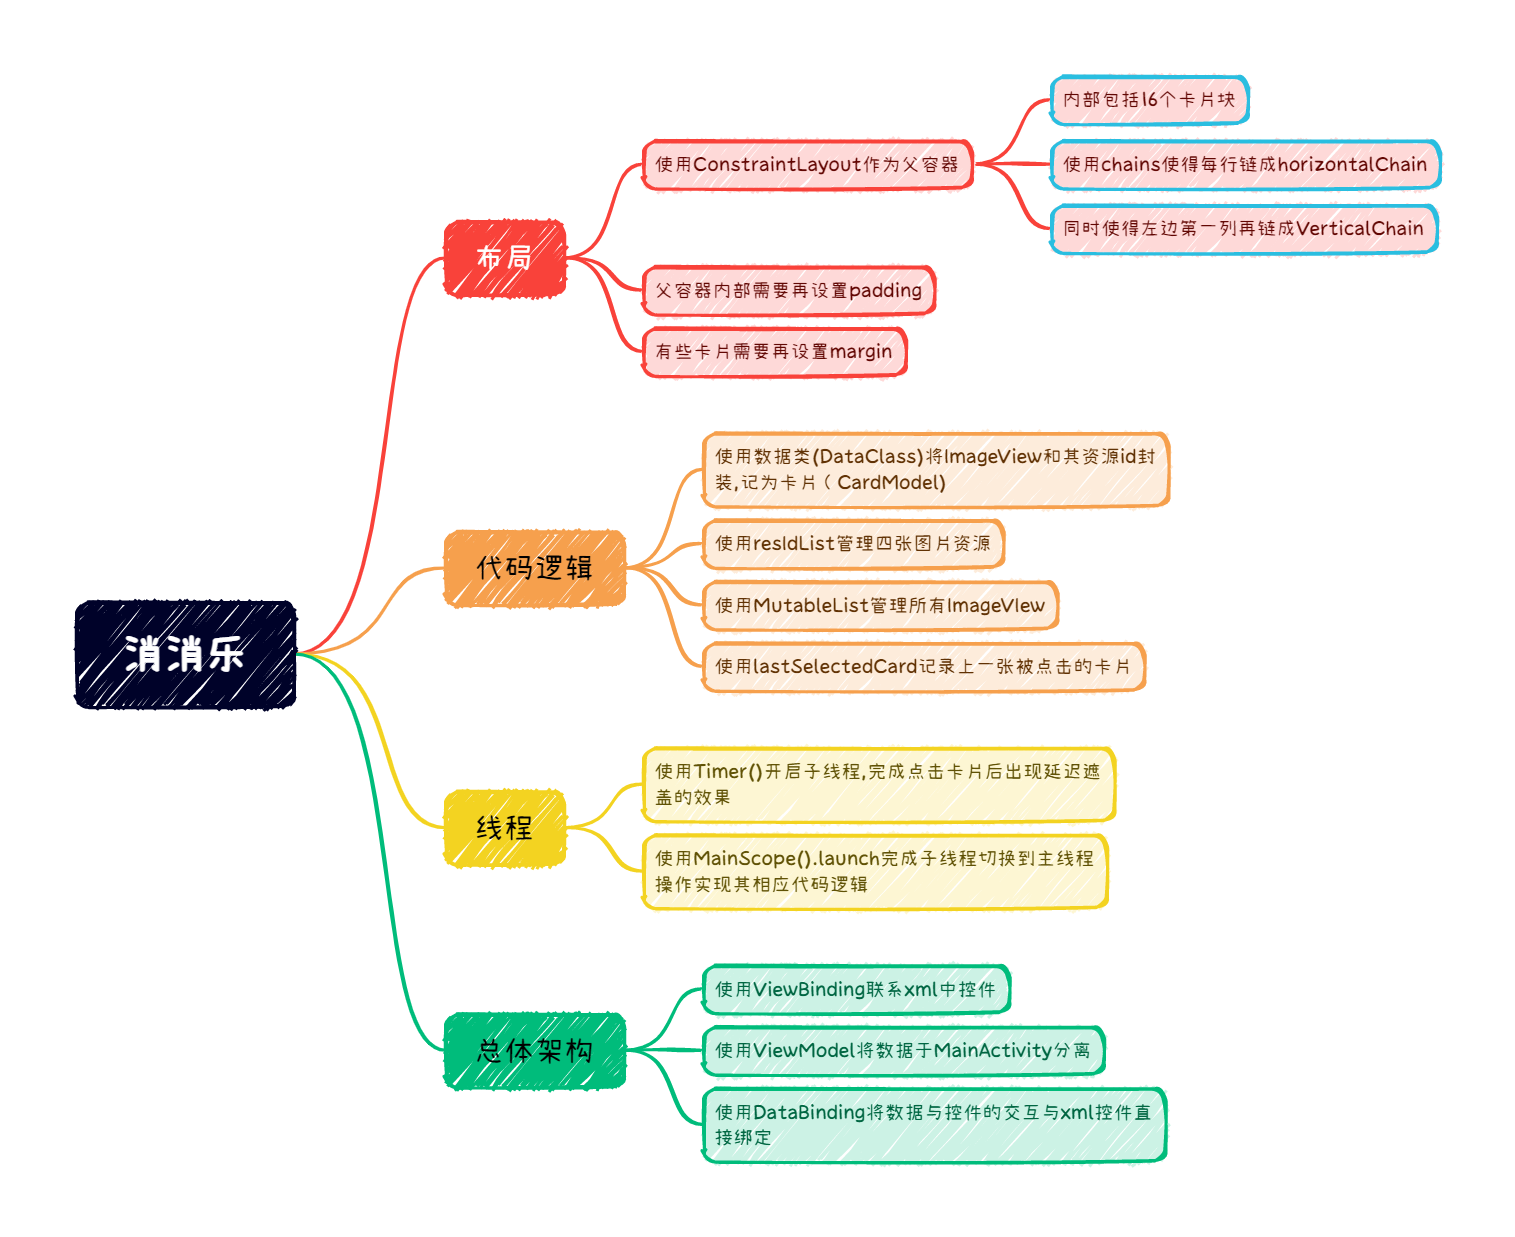 消消乐
布局
使用ConstraintLayout作为父容器
内部包括16个卡片块
使用chains使得每行链成horizontalChain
同时使得左边第一列再链成VerticalChain
父容器内部需要再设置padding
有些卡片需要再设置margin
代码逻辑
使用数据类(DataClass)将ImageView和其资源id封
装,记为卡片（ CardModel)
使用resIdList管理四张图片资源
使用MutableList管理所有ImageVIew
使用lastSelectedCard记录上一张被点击的卡片
线程
使用Timer()开启子线程,完成点击卡片后出现延迟遮
盖的效果
使用MainScope().launch完成子线程切换到主线程
操作实现其相应代码逻辑
总体架构
使用ViewBinding联系xml中控件
使用ViewModel将数据于MainActivity分离
使用DataBinding将数据与控件的交互与xml控件直
接绑定